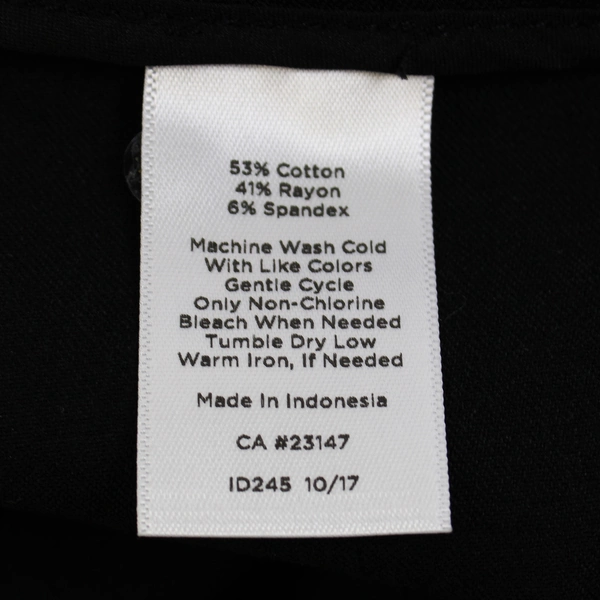 53% Cotton
41% Rayon
6% Spandex
Machine Wash Cold
With Like Colors
Gentle Cycle
Only Non-Chlorine
Bleach When Needed
Tumble Dry Low
Warm Iron, If Needed
Made In Indonesia
CA #23147
ID245 10/17